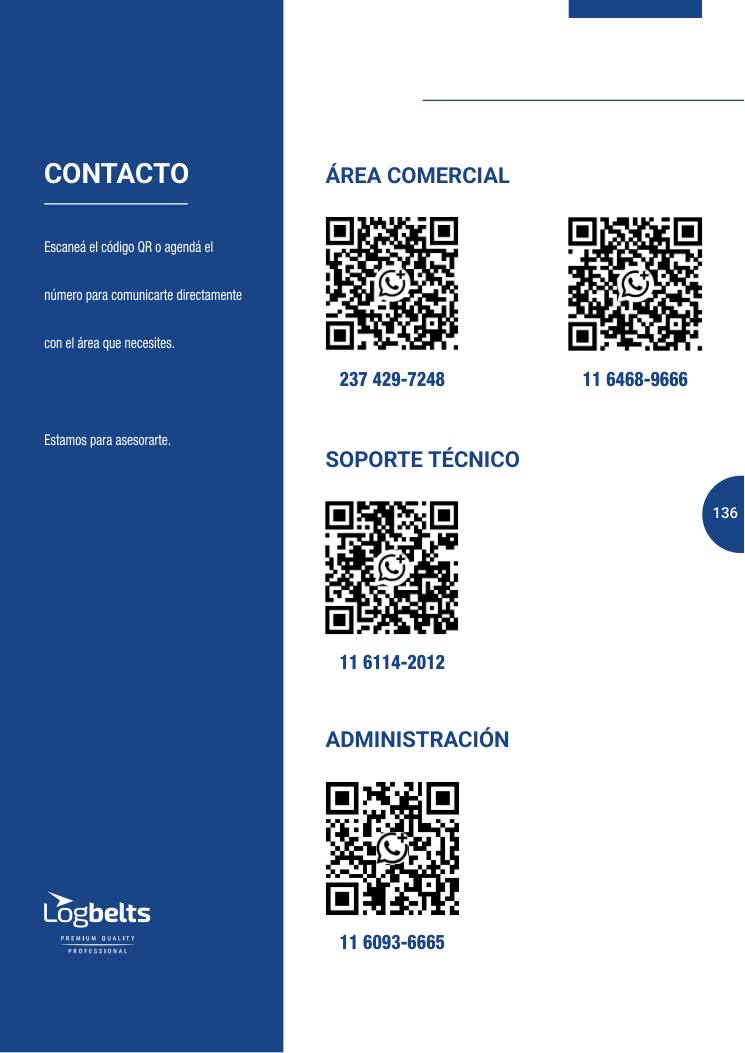 CONTACTO
Escaneá el código QR o agendá el
número para comunicarte directamente
con el área que necesites.
Estamos para asesorarte.
Logbelts
PREMIUM QUALITY
PROFESSIONAL
ÁREA COMERCIAL
237 429-7248
11 6468-9666
SOPORTE TÉCNICO
11 6114-2012
ADMINISTRACIÓN
11 6093-6665
136